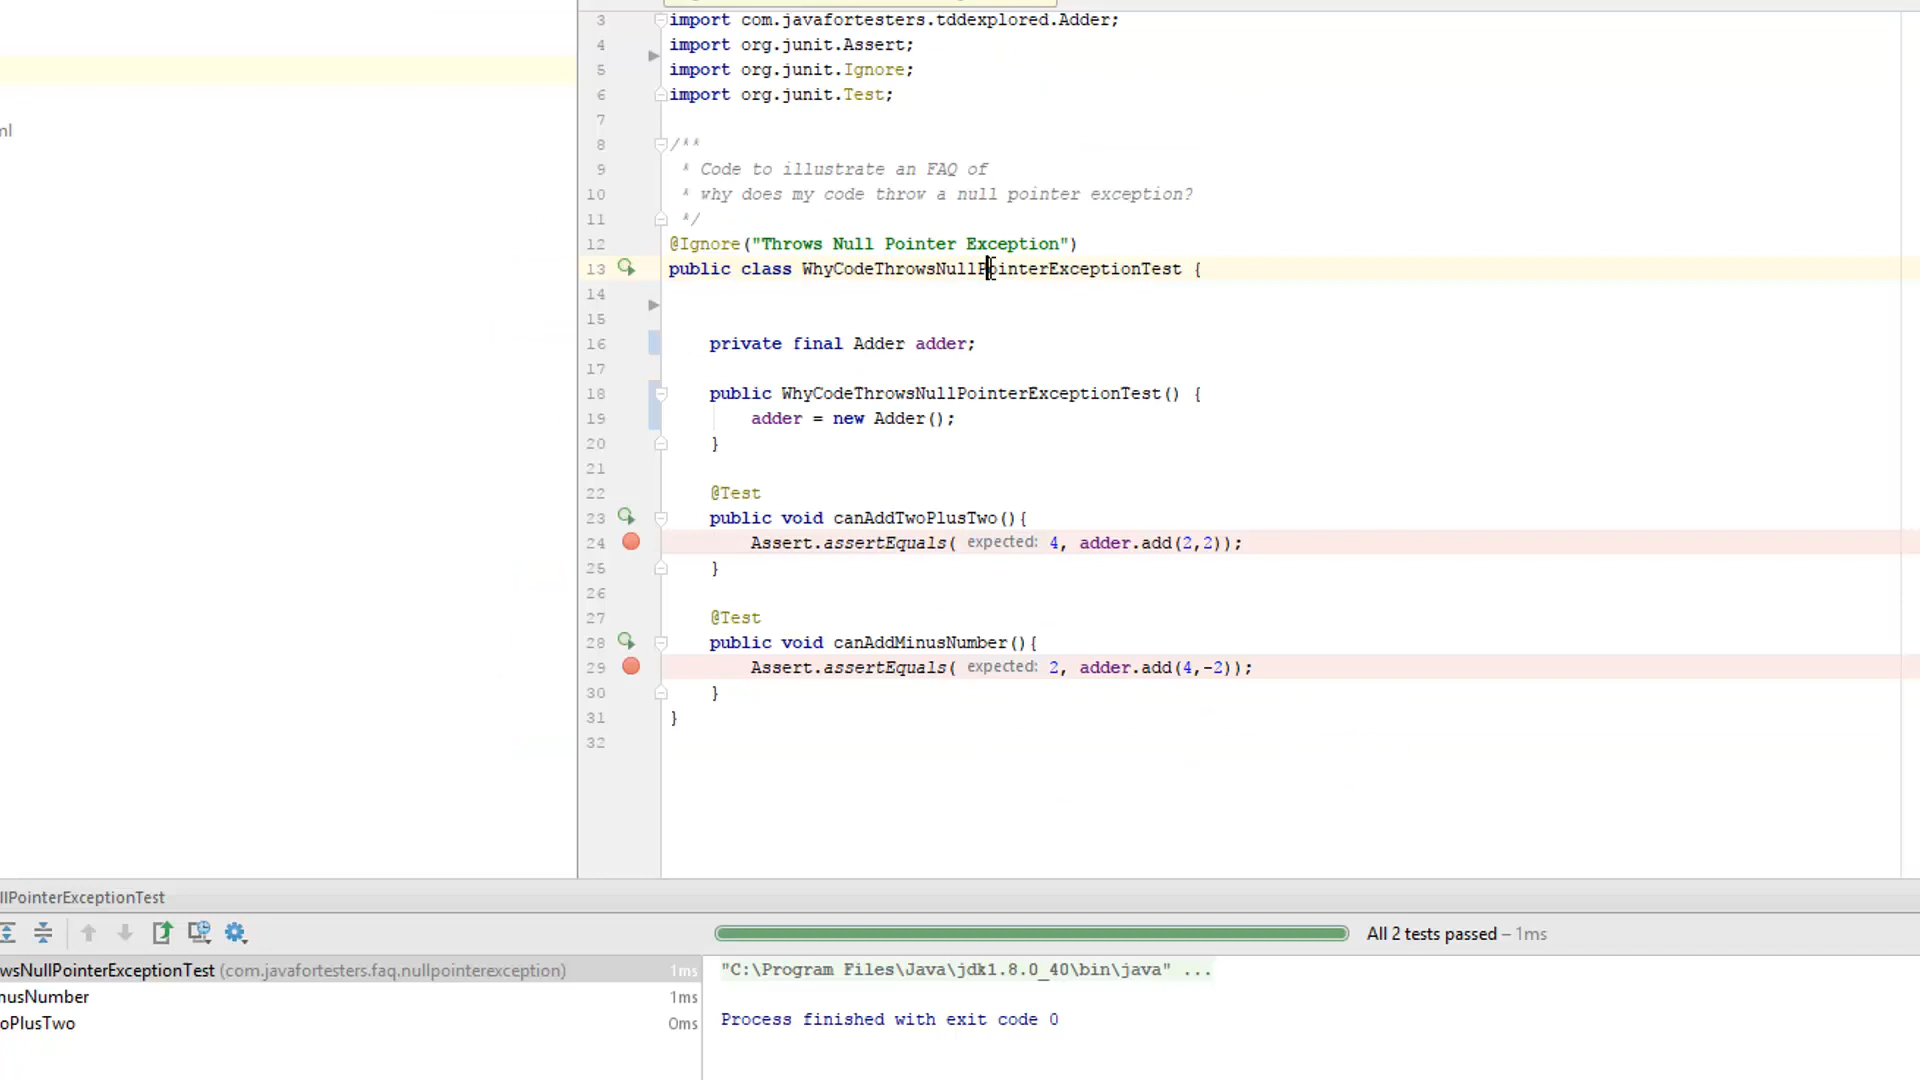 3 import com.javafortesters.tddexplored.Adder;
4 import org.junit.Assert;
5 import org.junit.Ignore;
6 import org.junit.Test;
7
ml
8 /**
9 * Code to illustrate an FAQ of
10 * why does my code throw a null pointer exception?
11 */
12 @Ignore("Throws Null Pointer Exception")
13 public class WhyCodeThrowsNullPointerExceptionTest {
14
15
16 private final Adder adder;
17
18 public WhyCodeThrowsNullPointerExceptionTest() {
19 adder = new Adder();
20 }
21
22 @Test
23 public void canAddTwoPlusTwo(){
24 Assert.assertEquals( expected: 4, adder.add(2,2));
25 }
26
27 @Test
28 public void canAddMinusNumber(){
29 Assert.assertEquals( expected: 2, adder.add(4,-2));
30 }
31 }
32
llPointerExceptionTest
All 2 tests passed – 1ms
wsNullPointerExceptionTest (com.javafortesters.faq.nullpointerexception) 1ms
nusNumber 1ms
oPlusTwo 0ms
"C:\Program Files\Java\jdk1.8.0_40\bin\java" ...
Process finished with exit code 0